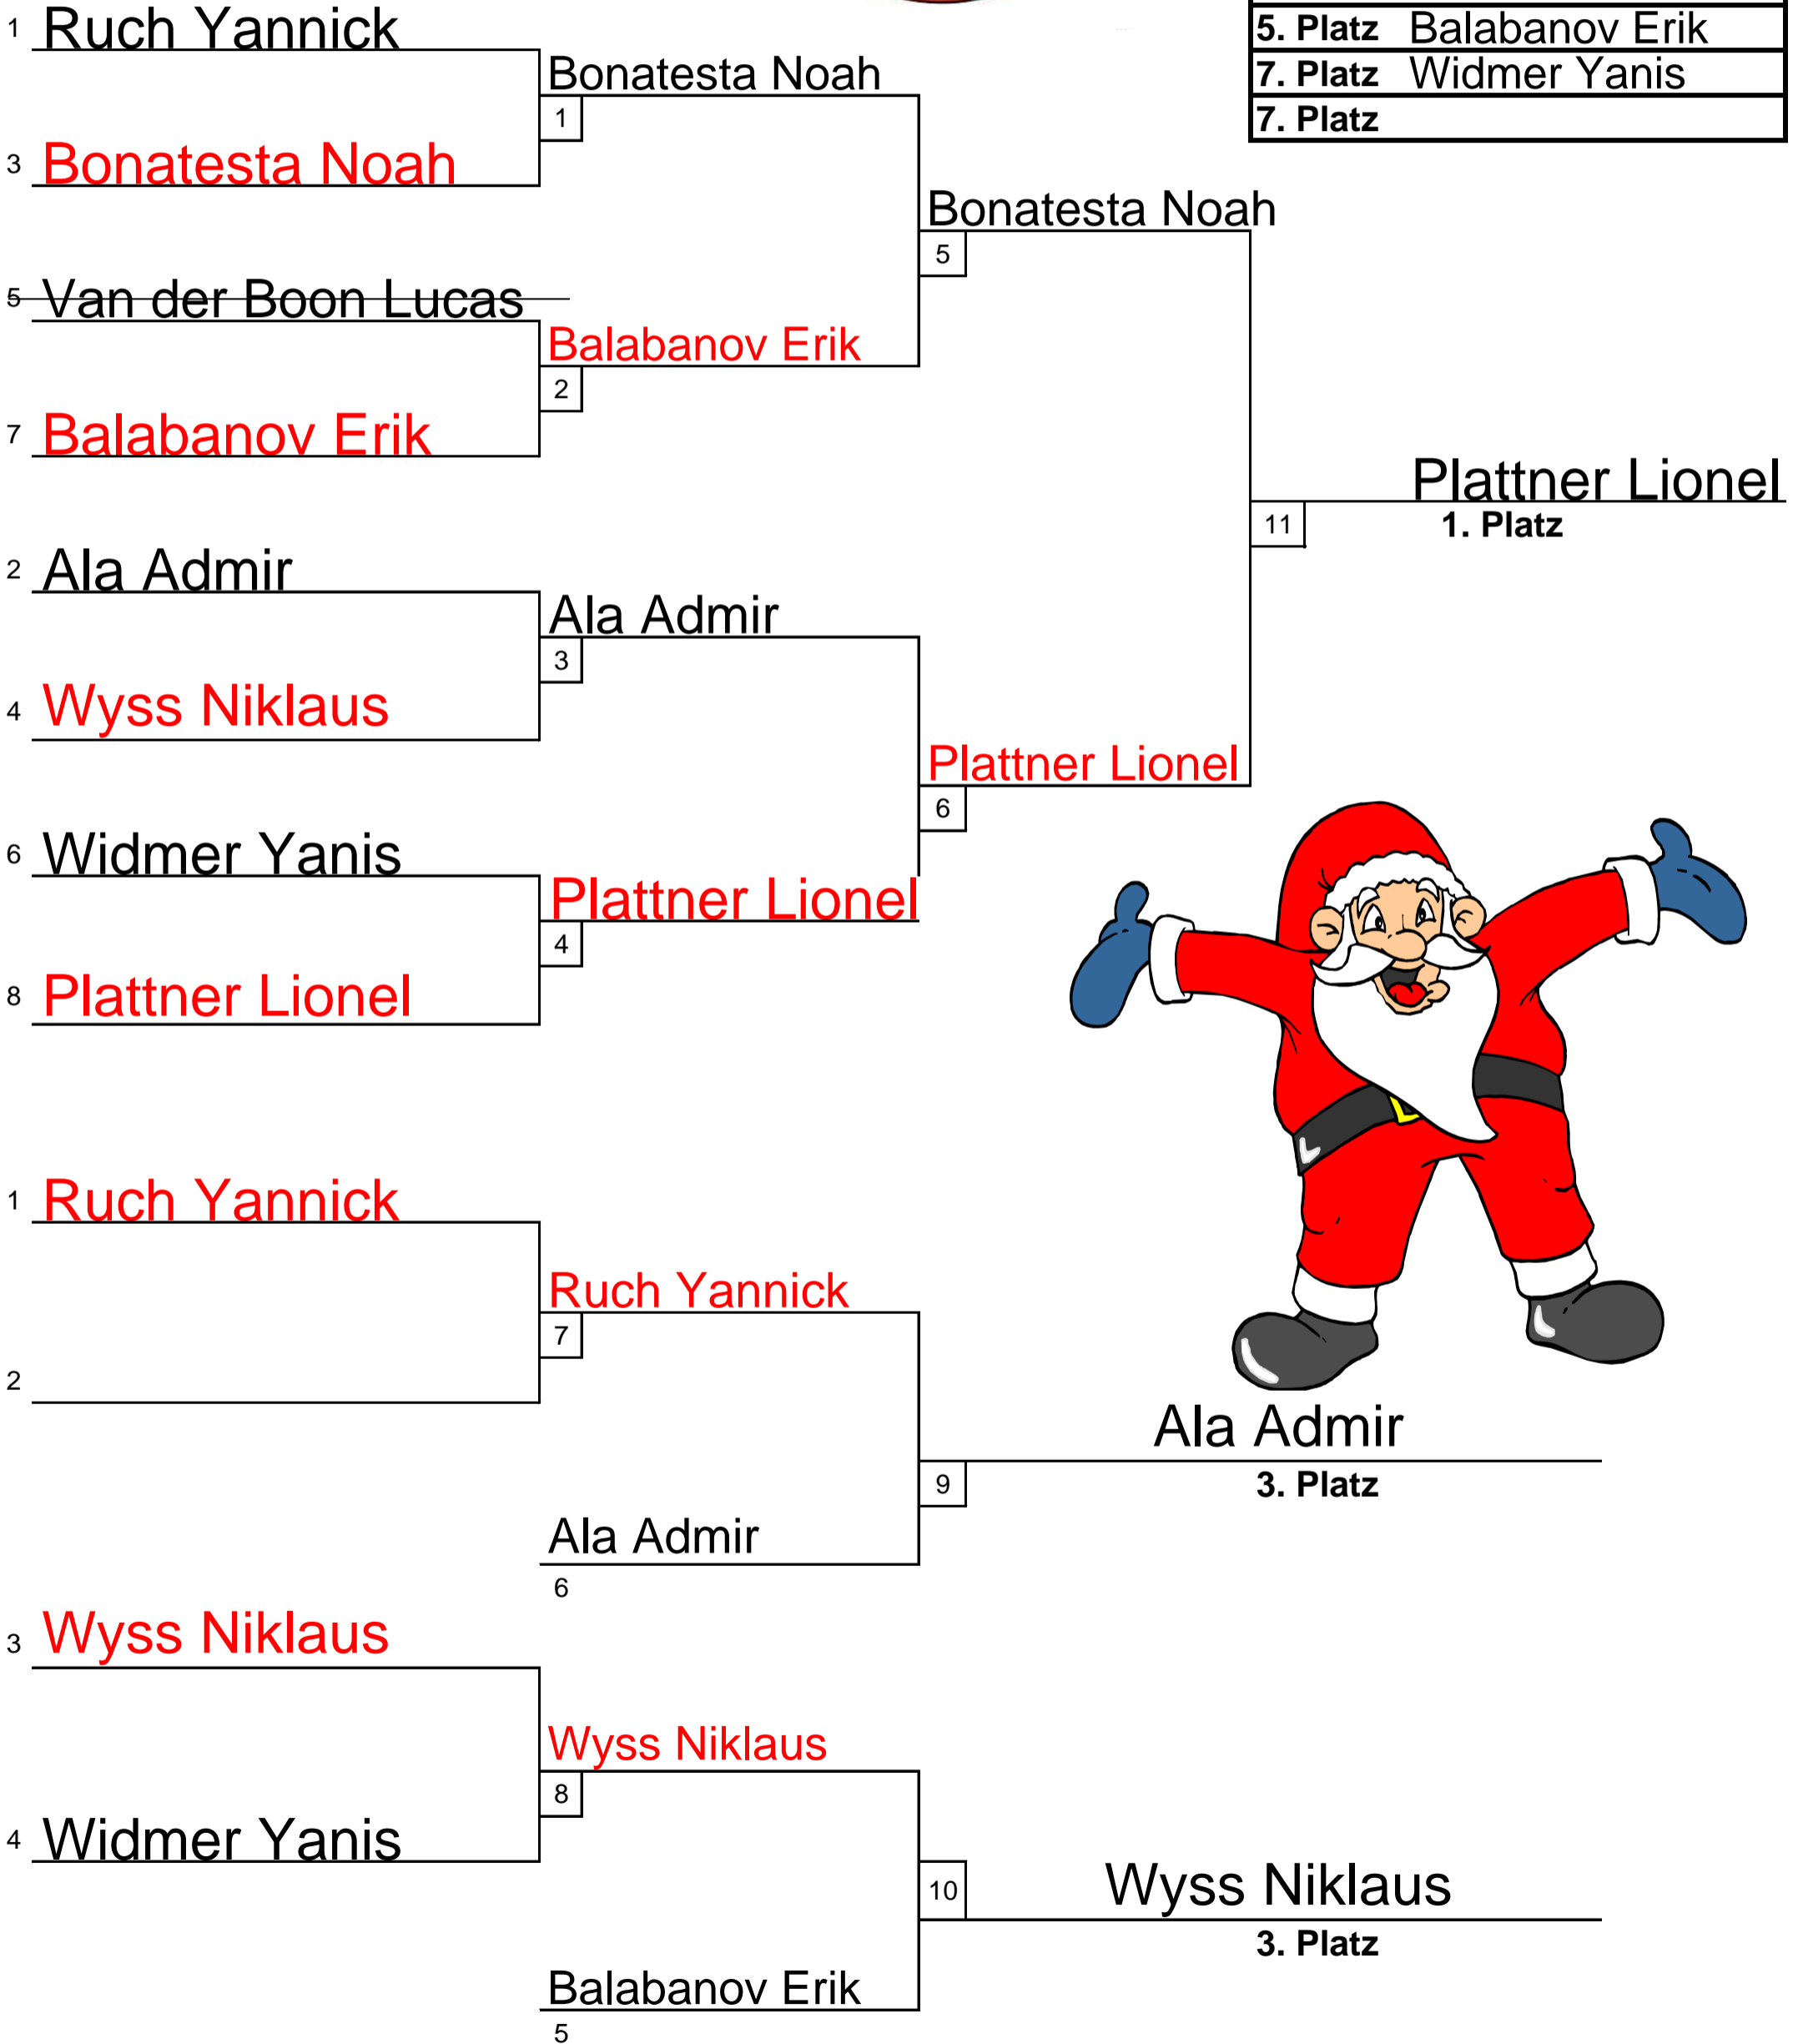 1 Ruch Yannick
5. Platz Balabanov Erik
Bonatesta Noah
7. Platz Widmer Yanis
1
7. Platz
3 Bonatesta Noah
Bonatesta Noah
5
5 Van der Boon Lucas
Balabanov Erik
2
7 Balabanov Erik
Plattner Lionel
11
1. Platz
2 Ala Admir
Ala Admir
3
4 Wyss Niklaus
Plattner Lionel
6
6 Widmer Yanis
Plattner Lionel
4
8 Plattner Lionel
1 Ruch Yannick
Ruch Yannick
7
2
Ala Admir
9
3. Platz
Ala Admir
6
3 Wyss Niklaus
Wyss Niklaus
8
4 Widmer Yanis
10
Wyss Niklaus
3. Platz
Balabanov Erik
5